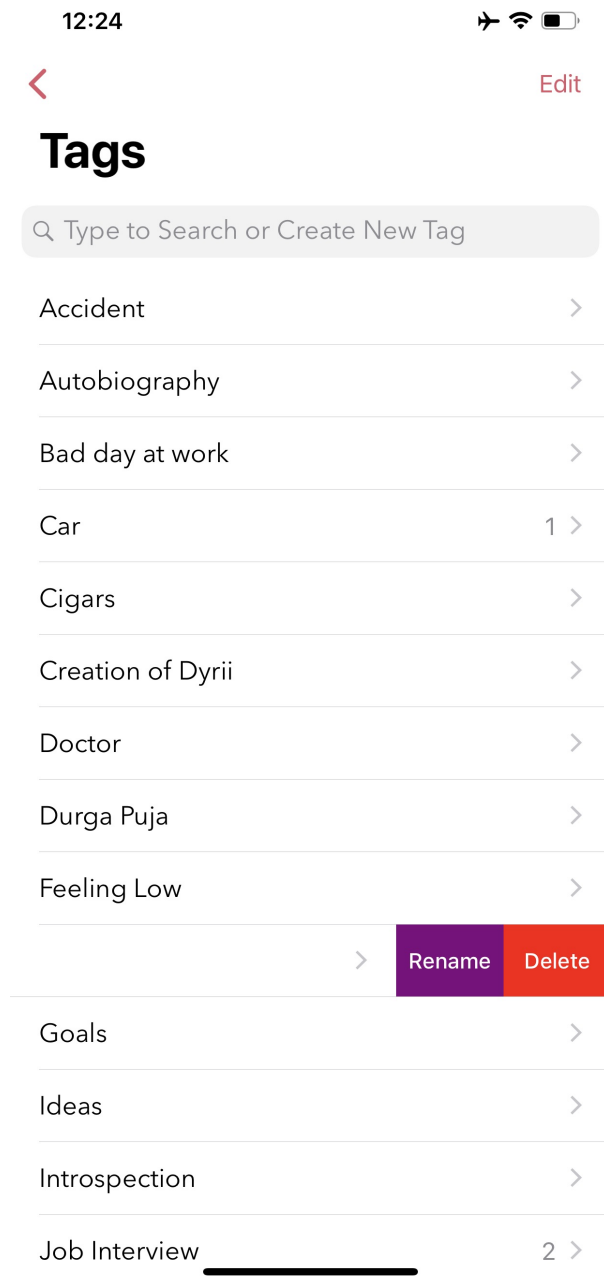 12:24
Edit
Tags
Type to Search or Create New Tag
Accident
Autobiography
Bad day at work
Car 1
Cigars
Creation of Dyrii
Doctor
Durga Puja
Feeling Low
Rename Delete
Goals
Ideas
Introspection
Job Interview 2